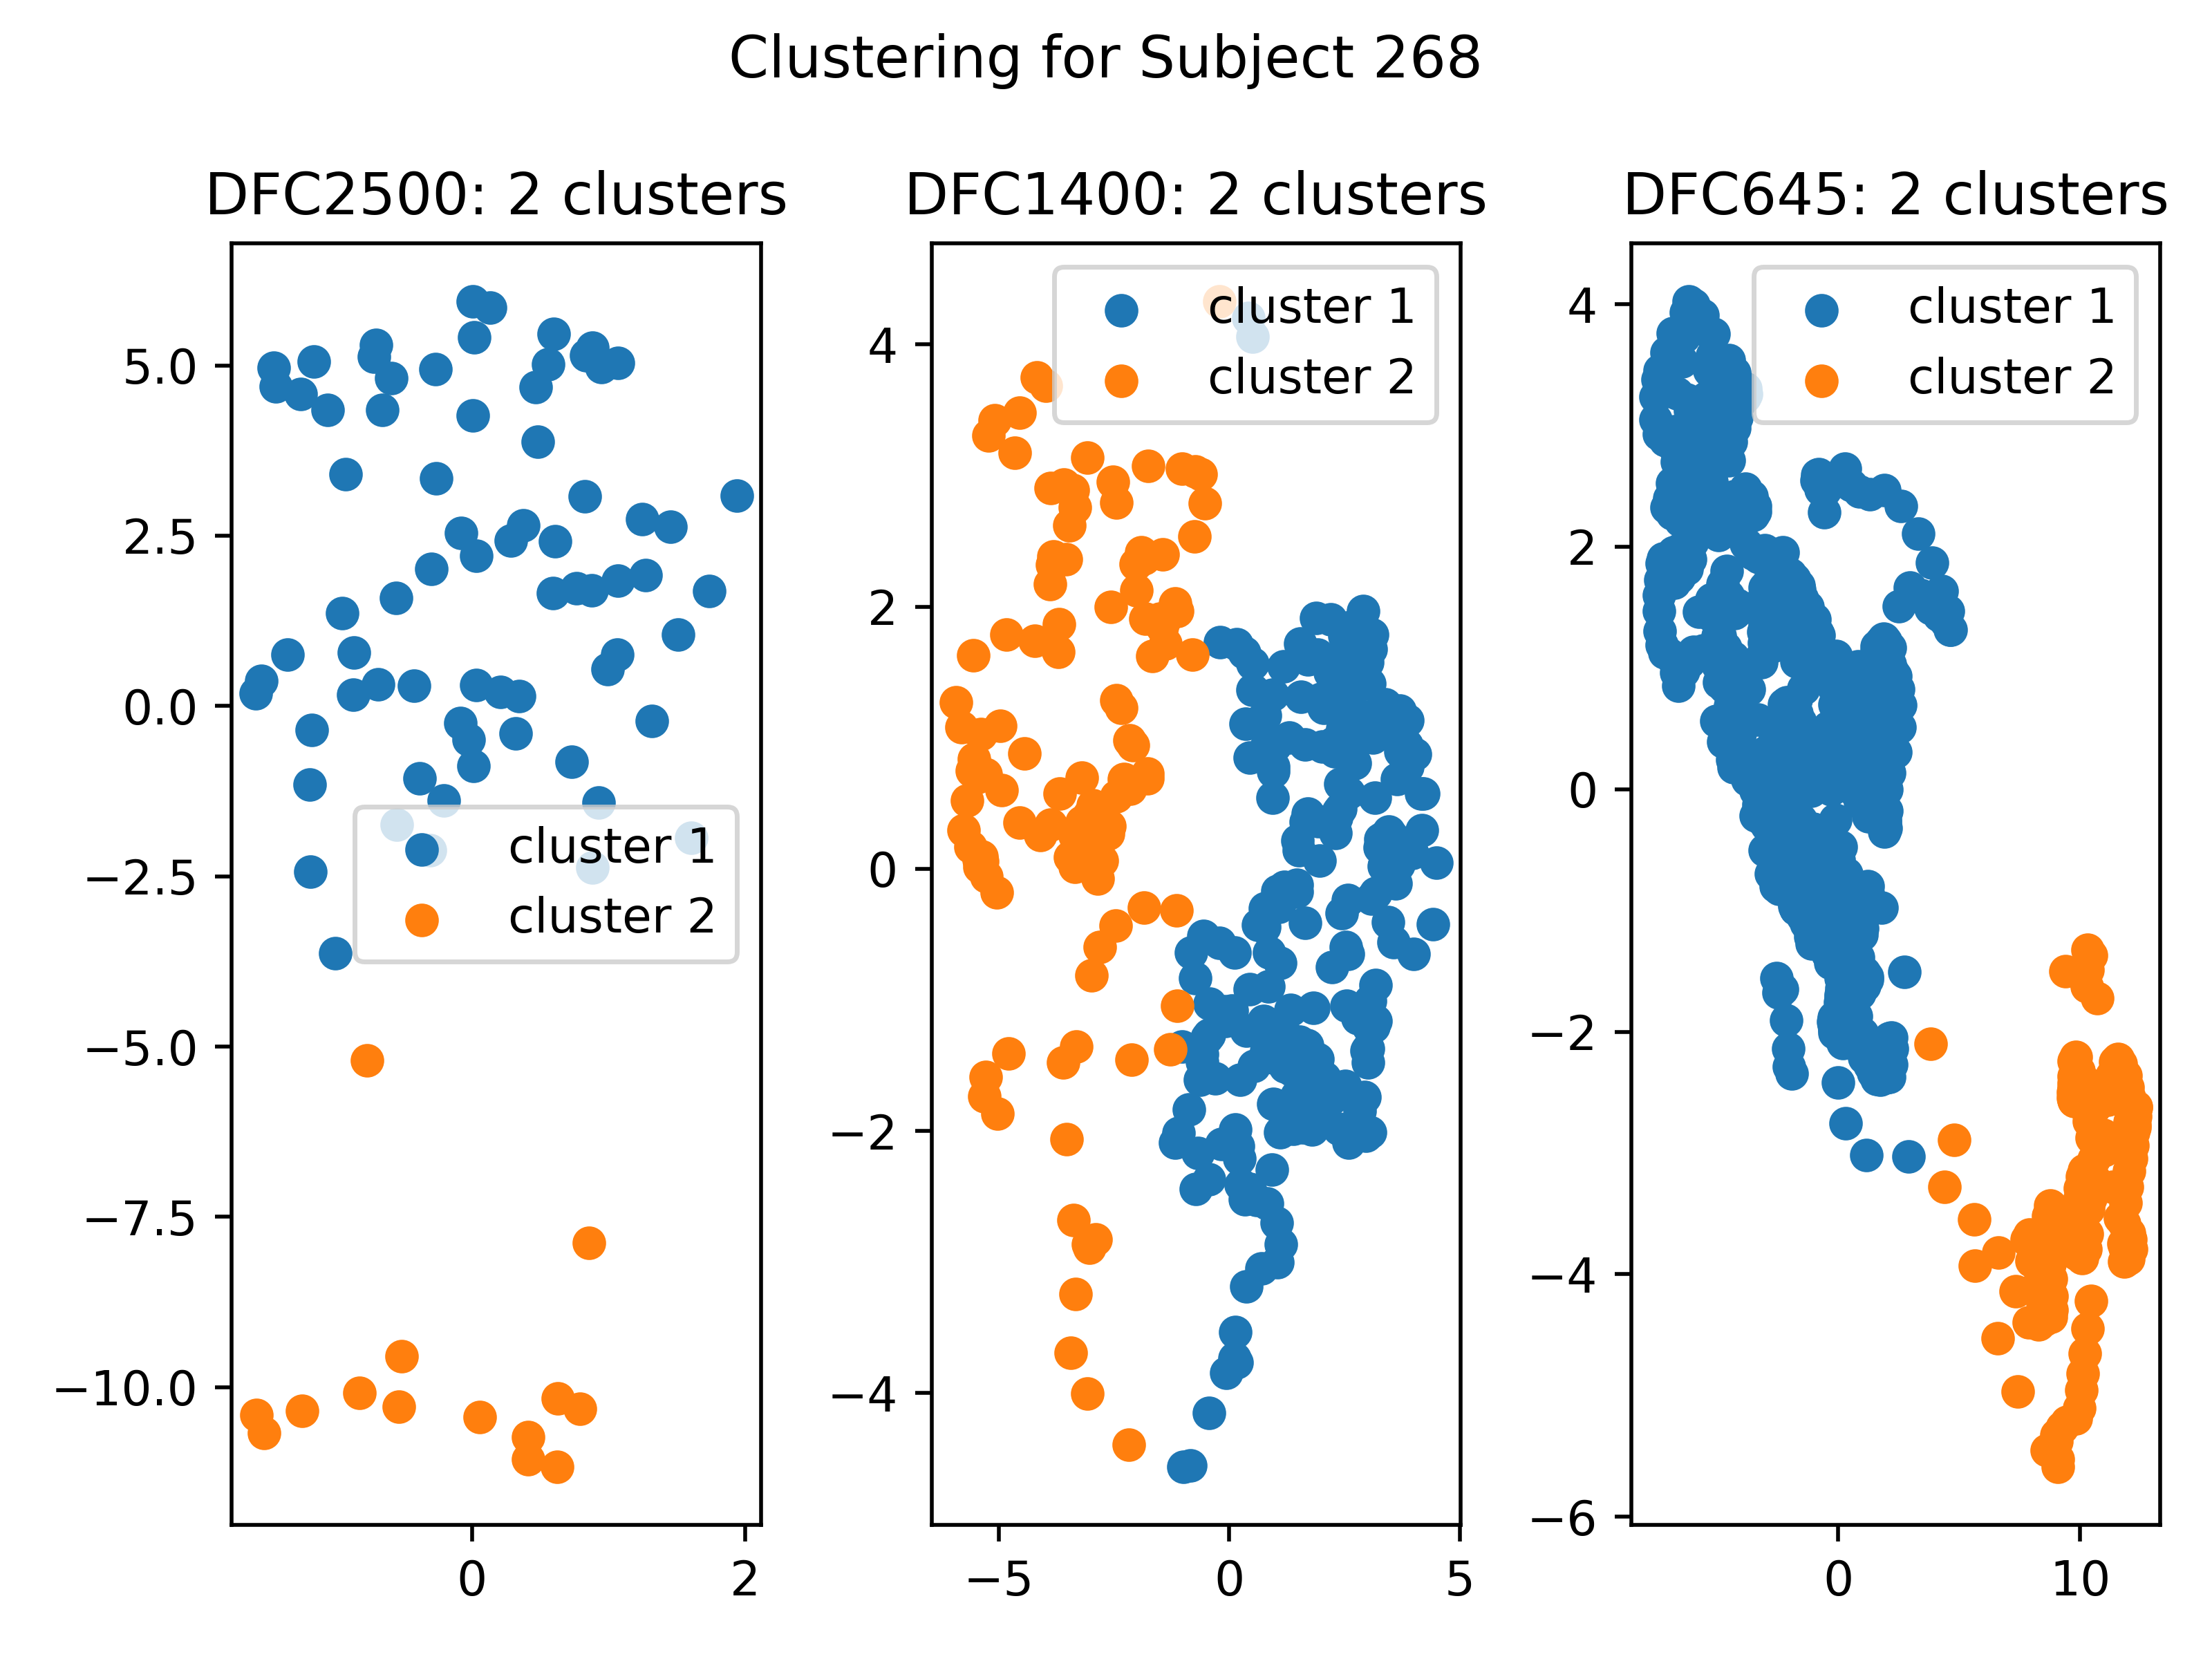 Clustering for Subject 268
DFC2500: 2 clusters
5.0
2.5
0.0
−2.5
−5.0
−7.5
−10.0
0
2
cluster 1
cluster 2
DFC1400: 2 clusters
4
2
0
−2
−4
−5
0
5
cluster 1
cluster 2
DFC645: 2 clusters
4
2
0
−2
−4
−6
0
10
cluster 1
cluster 2